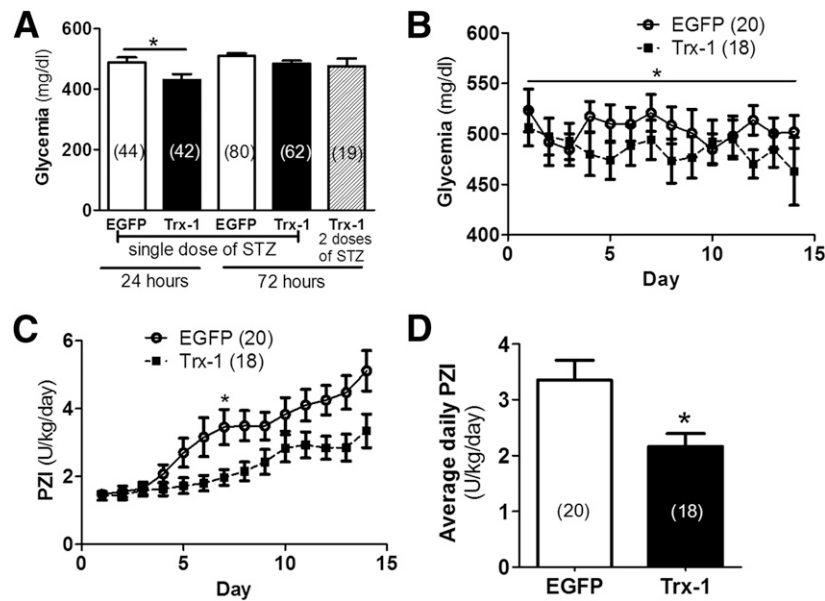 A
Glycemia (mg/dl)
600
400
200
0
*
(44)
(42)
(80)
(62)
(19)
EGFP
Trx-1
EGFP
Trx-1
Trx-1
single dose of STZ
2 doses
of STZ
24 hours
72 hours
B
EGFP (20)
Trx-1 (18)
*
Glycemia (mg/dl)
600
550
500
450
400
0
5
10
15
Day
C
EGFP (20)
Trx-1 (18)
*
PZI (U/kg/day)
6
4
2
0
0
5
10
15
Day
D
Average daily PZI
(U/kg/day)
4
3
2
1
0
*
(20)
(18)
EGFP
Trx-1